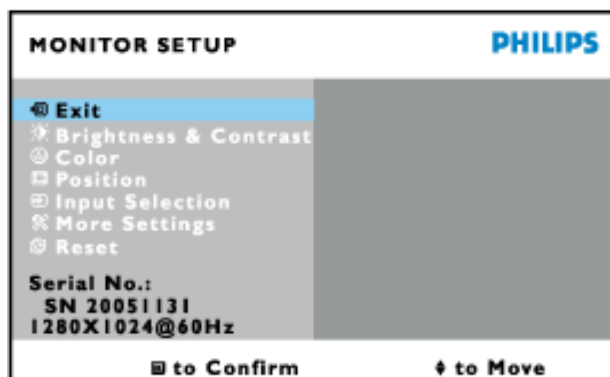 MONITOR SETUP PHILIPS
Exit
Brightness & Contrast
Color
Position
Input Selection
More Settings
Reset
Serial No.:
SN 20051131
1280X1024@60Hz
to Confirm to Move